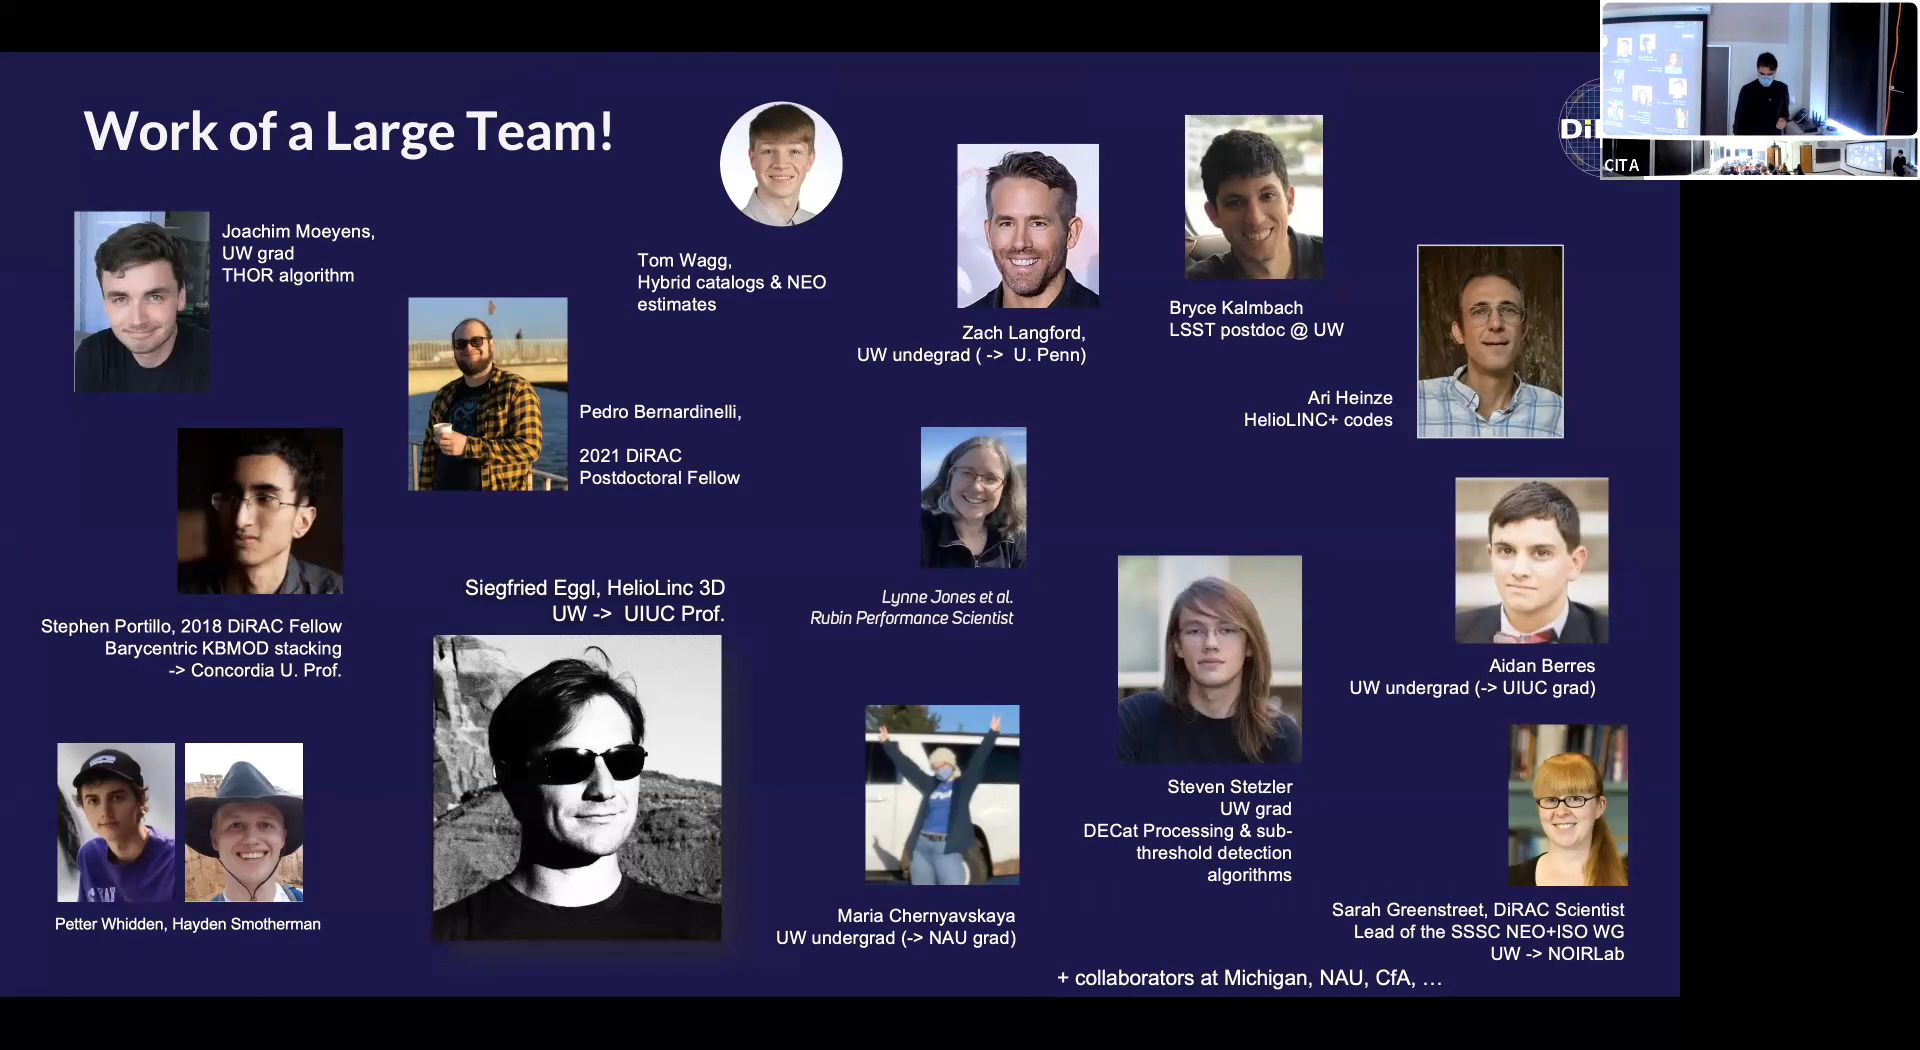 Work of a Large Team!
Joachim Moeyens,
UW grad
THOR algorithm
Tom Wagg,
Hybrid catalogs & NEO
estimates
Zach Langford,
UW undegrad ( -> U. Penn)
Bryce Kalmbach
LSST postdoc @ UW
Ari Heinze
HelioLINC+ codes
Pedro Bernardinelli,
2021 DiRAC
Postdoctoral Fellow
Stephen Portillo, 2018 DiRAC Fellow
Barycentric KBMOD stacking
-> Concordia U. Prof.
Siegfried Eggl, HelioLinc 3D
UW -> UIUC Prof.
Lynne Jones et al.
Rubin Performance Scientist
Aidan Berres
UW undergrad (-> UIUC grad)
Steven Stetzler
UW grad
DECat Processing & sub-
threshold detection
algorithms
Petter Whidden, Hayden Smotherman
Maria Chernyavskaya
UW undergrad (-> NAU grad)
Sarah Greenstreet, DiRAC Scientist
Lead of the SSSC NEO+ISO WG
UW -> NOIRLab
+ collaborators at Michigan, NAU, CfA, …
CITA